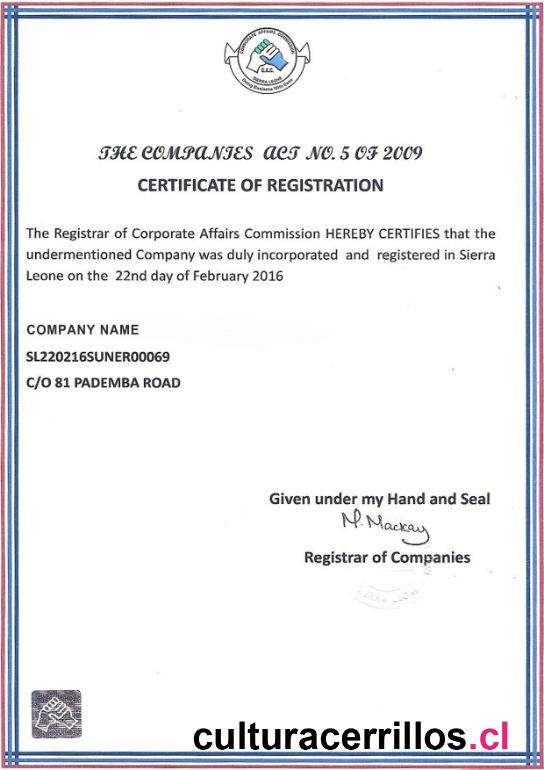 CORPORATE AFFAIRS COMMISSION
C.A.C.
SIERRA LEONE
Doing Business With Ease
THE COMPANIES ACT NO. 5 OF 2009
CERTIFICATE OF REGISTRATION
The Registrar of Corporate Affairs Commission HEREBY CERTIFIES that the
undermentioned Company was duly incorporated and registered in Sierra
Leone on the 22nd day of February 2016
COMPANY NAME
SL220216SUNER00069
C/O 81 PADEMBA ROAD
Given under my Hand and Seal
M. Mackay
Registrar of Companies
SIERRA LEONE
culturacerrillos.cl